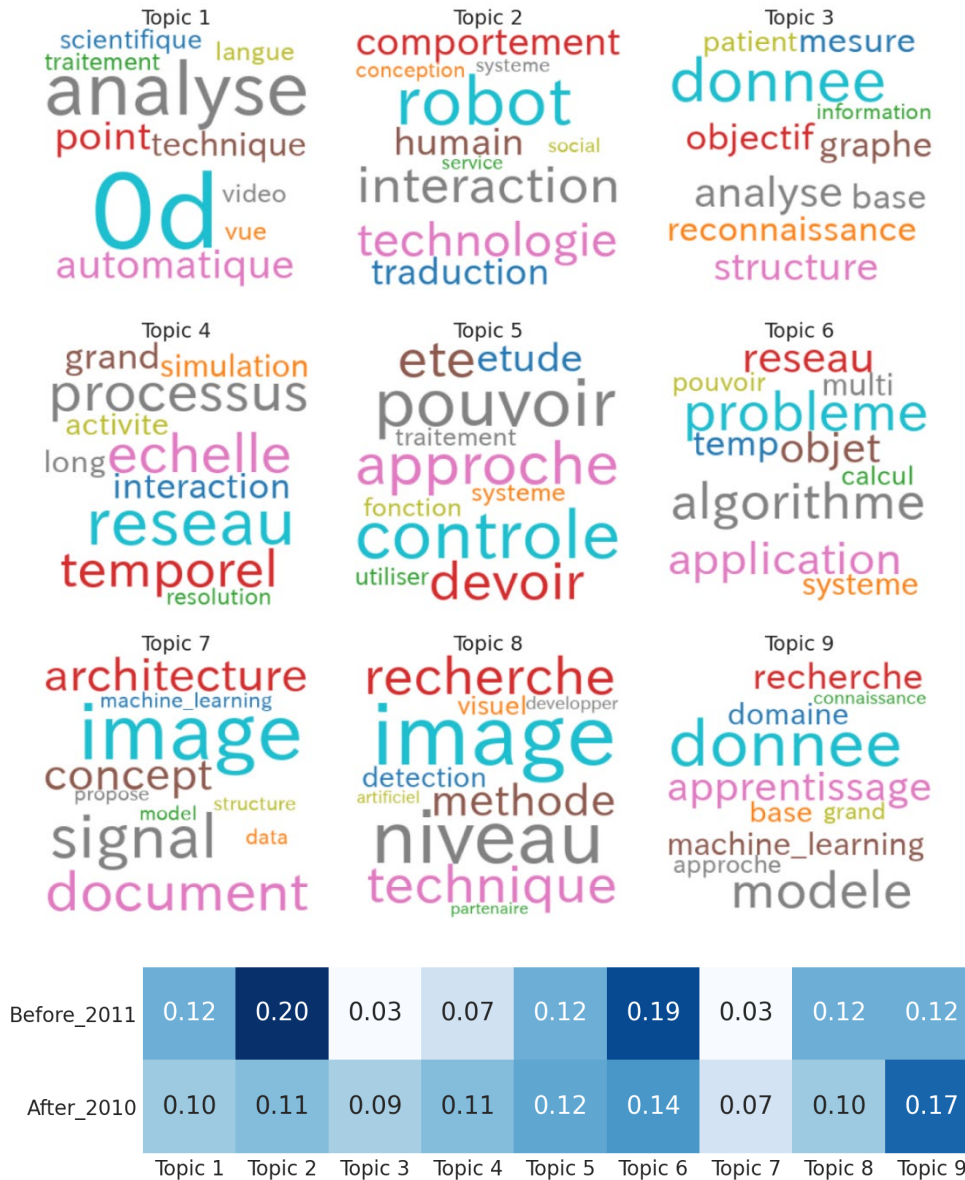 Topic 1
scientifique
langue
traitement
analyse
point technique
0d video
vue
automatique
Topic 2
comportement
conception systeme
robot
humain social
service
interaction
technologie
traduction
Topic 3
patient mesure
donnee
information
objectif graphe
analyse base
reconnaissance
structure
Topic 4
grand simulation
processus
activite
long echelle
interaction
reseau
temporel
resolution
Topic 5
ete etude
pouvoir
traitement
approche
systeme
fonction
controle
utiliser devoir
Topic 6
reseau
pouvoir multi
probleme
temp objet
calcul
algorithme
application
systeme
Topic 7
architecture
machine_learning
image
concept
propose structure
model
signal data
document
Topic 8
recherche
visuel developper
image
detection
artificiel methode
niveau
technique
partenaire
Topic 9
recherche
connaissance
domaine
donnee
apprentissage
base grand
machine_learning
approche
modele
Before_2011 0.12 0.20 0.03 0.07 0.12 0.19 0.03 0.12 0.12
After_2010 0.10 0.11 0.09 0.11 0.12 0.14 0.07 0.10 0.17
Topic 1 Topic 2 Topic 3 Topic 4 Topic 5 Topic 6 Topic 7 Topic 8 Topic 9